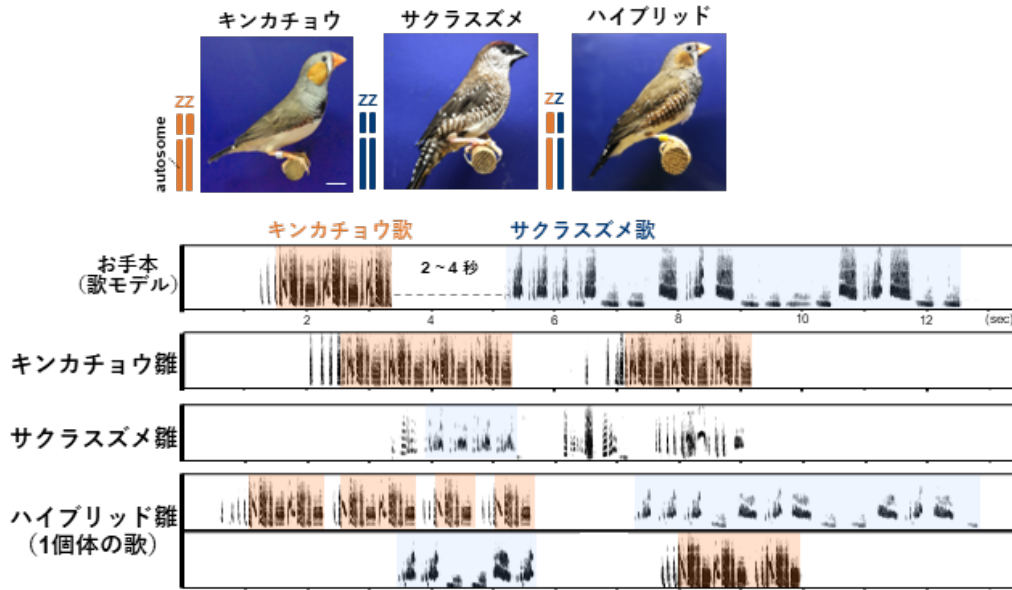 キンカチョウ
サクラスズメ
ハイブリッド
ZZ
ZZ
ZZ
autosome
キンカチョウ歌
サクラスズメ歌
お手本
(歌モデル)
2 ~ 4 秒
2
4
6
8
10
12
(sec)
キンカチョウ雛
サクラスズメ雛
ハイブリッド雛
(1個体の歌)